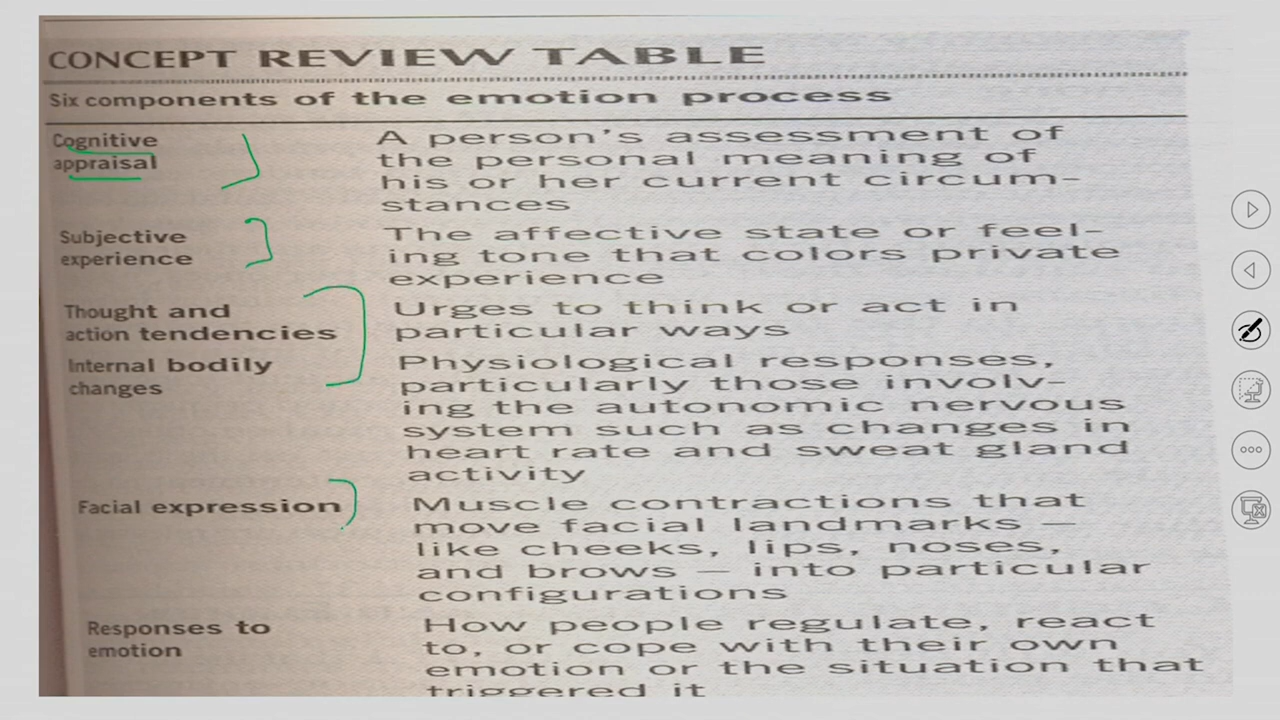 CONCEPT REVIEW TABLE
Six components of the emotion process
Cognitive
appraisal
A person's assessment of
the personal meaning of
his or her current circum-
stances
Subjective
experience
The affective state or feel-
ing tone that colors private
experience
Thought and
action tendencies
Urges to think or act in
particular ways
Internal bodily
changes
Physiological responses,
particularly those involv-
ing the autonomic nervous
system such as changes in
heart rate and sweat gland
activity
Facial expression
Muscle contractions that
move facial landmarks —
like cheeks, lips, noses,
and brows — into particular
configurations
Responses to
emotion
How people regulate, react
to, or cope with their own
emotion or the situation that
triggered it